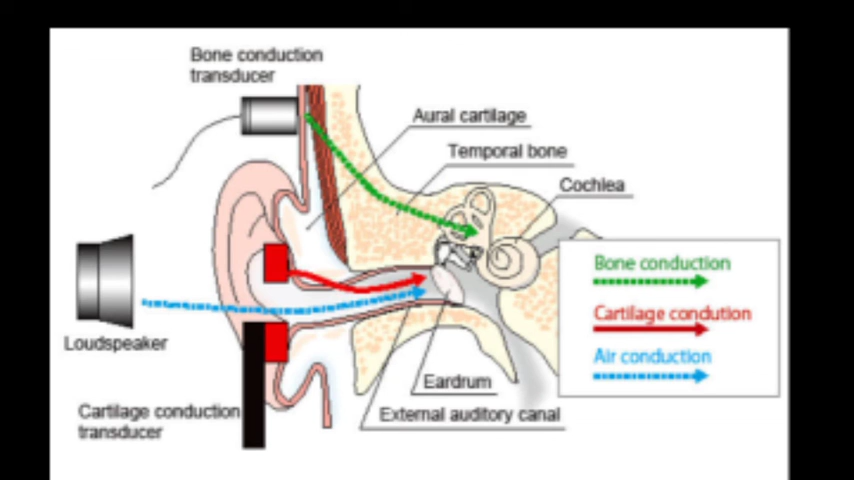 Bone conduction
transducer
Aural cartilage
Temporal bone
Cochlea
Bone conduction
Cartilage condution
Air conduction
Loudspeaker
Eardrum
External auditory canal
Cartilage conduction
transducer